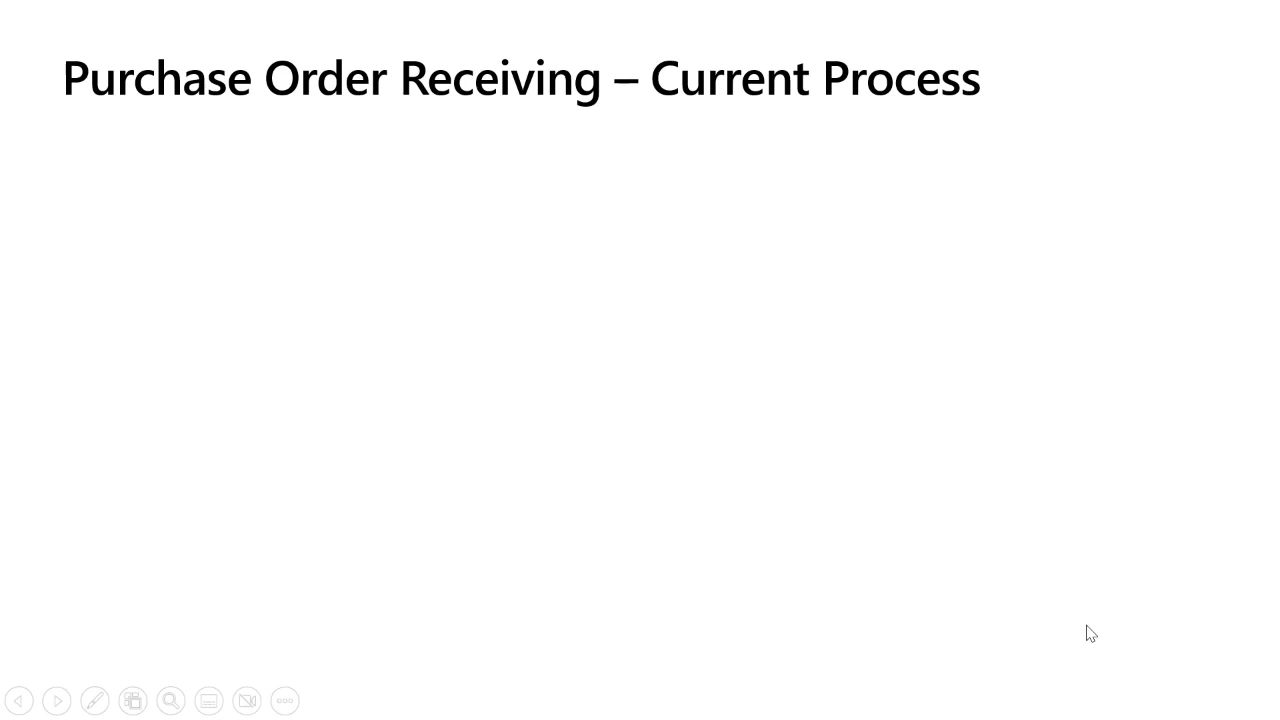 Purchase Order Receiving – Current Process